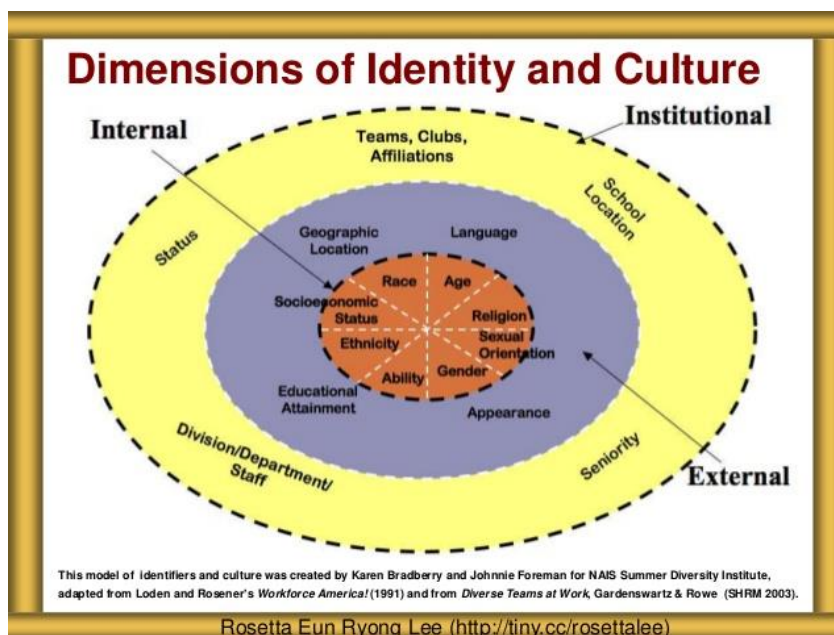 Dimensions of Identity and Culture
Internal
Institutional
Teams, Clubs,
Affiliations
School
Location
Status
Geographic
Location
Language
Race
Age
Socioeconomic
Status
Religion
Ethnicity
Sexual
Orientation
Ability
Gender
Educational
Attainment
Appearance
Division/Department/
Staff
Seniority
External
This model of identifiers and culture was created by Karen Bradberry and Johnnie Foreman for NAIS Summer Diversity Institute,
adapted from Loden and Rosener's Workforce America! (1991) and from Diverse Teams at Work, Gardenswartz & Rowe (SHRM 2003).
Rosetta Eun Ryong Lee (http://tiny.cc/rosettalee)